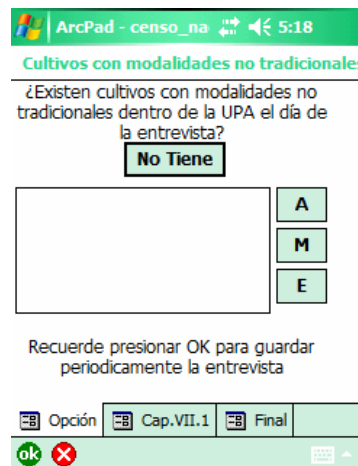 ArcPad - censo_na 5:18
Cultivos con modalidades no tradicionales
¿Existen cultivos con modalidades no
tradicionales dentro de la UPA el día de
la entrevista?
No Tiene
A
M
E
Recuerde presionar OK para guardar
periodicamente la entrevista
Opción Cap.VII.1 Final
ok